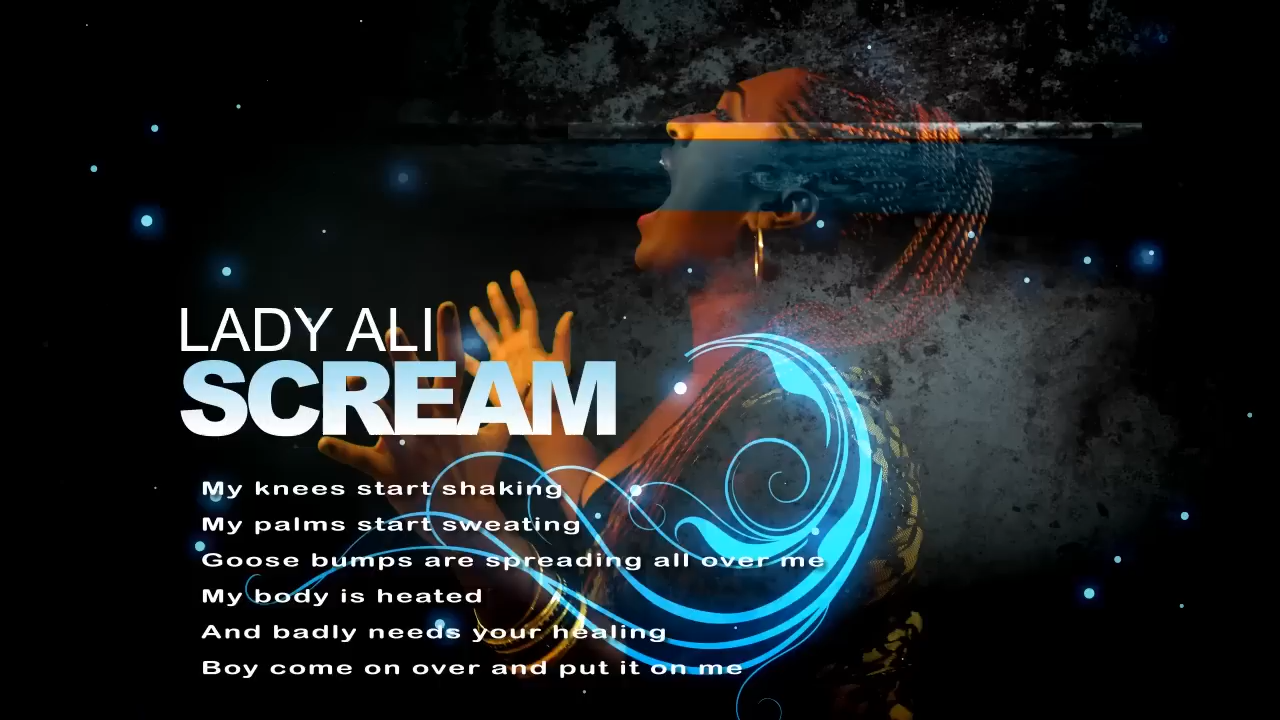 LADY ALI
SCREAM
My knees start shaking
My palms start sweating
Goose bumps are spreading all over me
My body is heated
And badly needs your healing
Boy come on over and put it on me